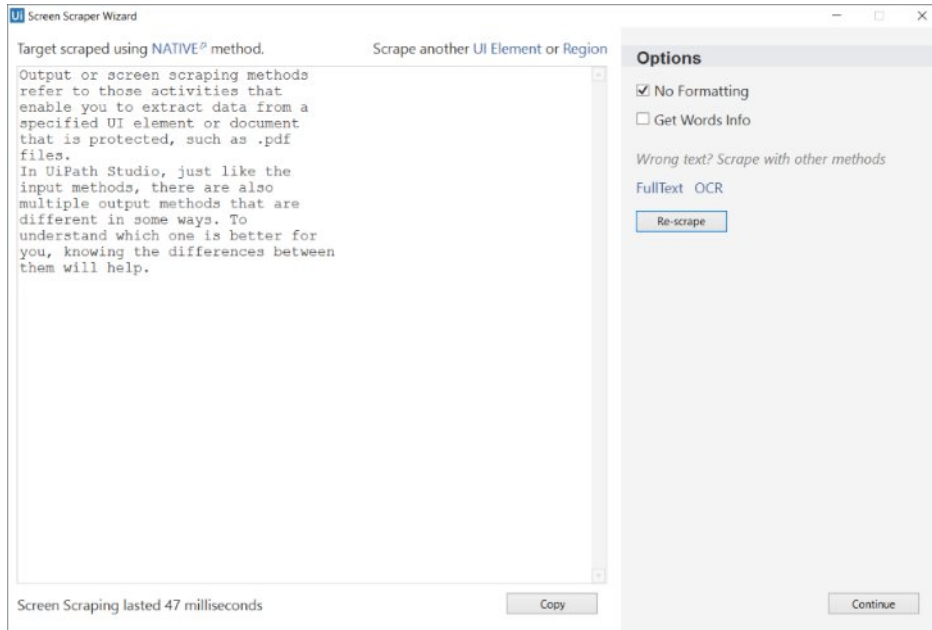 Ui Screen Scraper Wizard
Target scraped using NATIVE method.
Scrape another UI Element or Region
Output or screen scraping methods
refer to those activities that
enable you to extract data from a
specified UI element or document
that is protected, such as .pdf
files.
In UiPath Studio, just like the
input methods, there are also
multiple output methods that are
different in some ways. To
understand which one is better for
you, knowing the differences between
them will help.
Screen Scraping lasted 47 milliseconds
Copy
Options
No Formatting
Get Words Info
Wrong text? Scrape with other methods
FullText OCR
Re-scrape
Continue